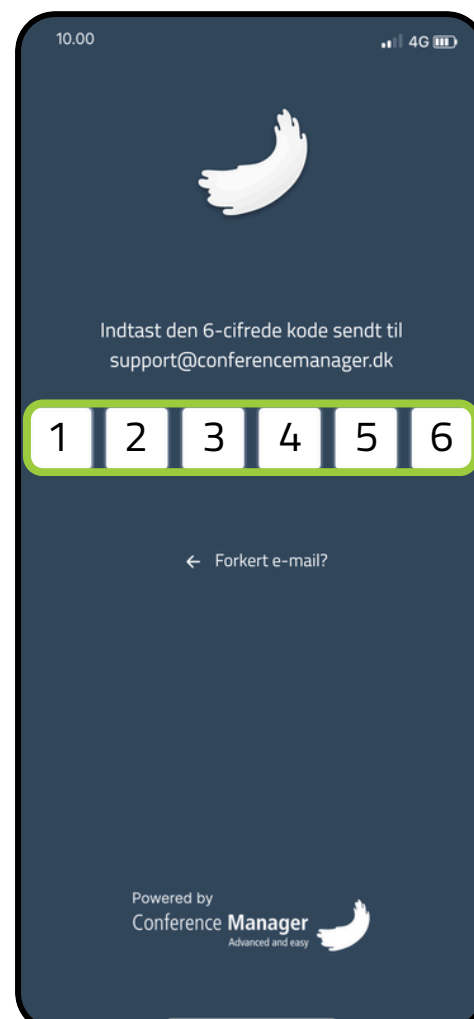 10.00 4G
Indtast den 6-cifrede kode sendt til
support@conferencemanager.dk
1 2 3 4 5 6
← Forkert e-mail?
Powered by
Conference Manager
Advanced and easy